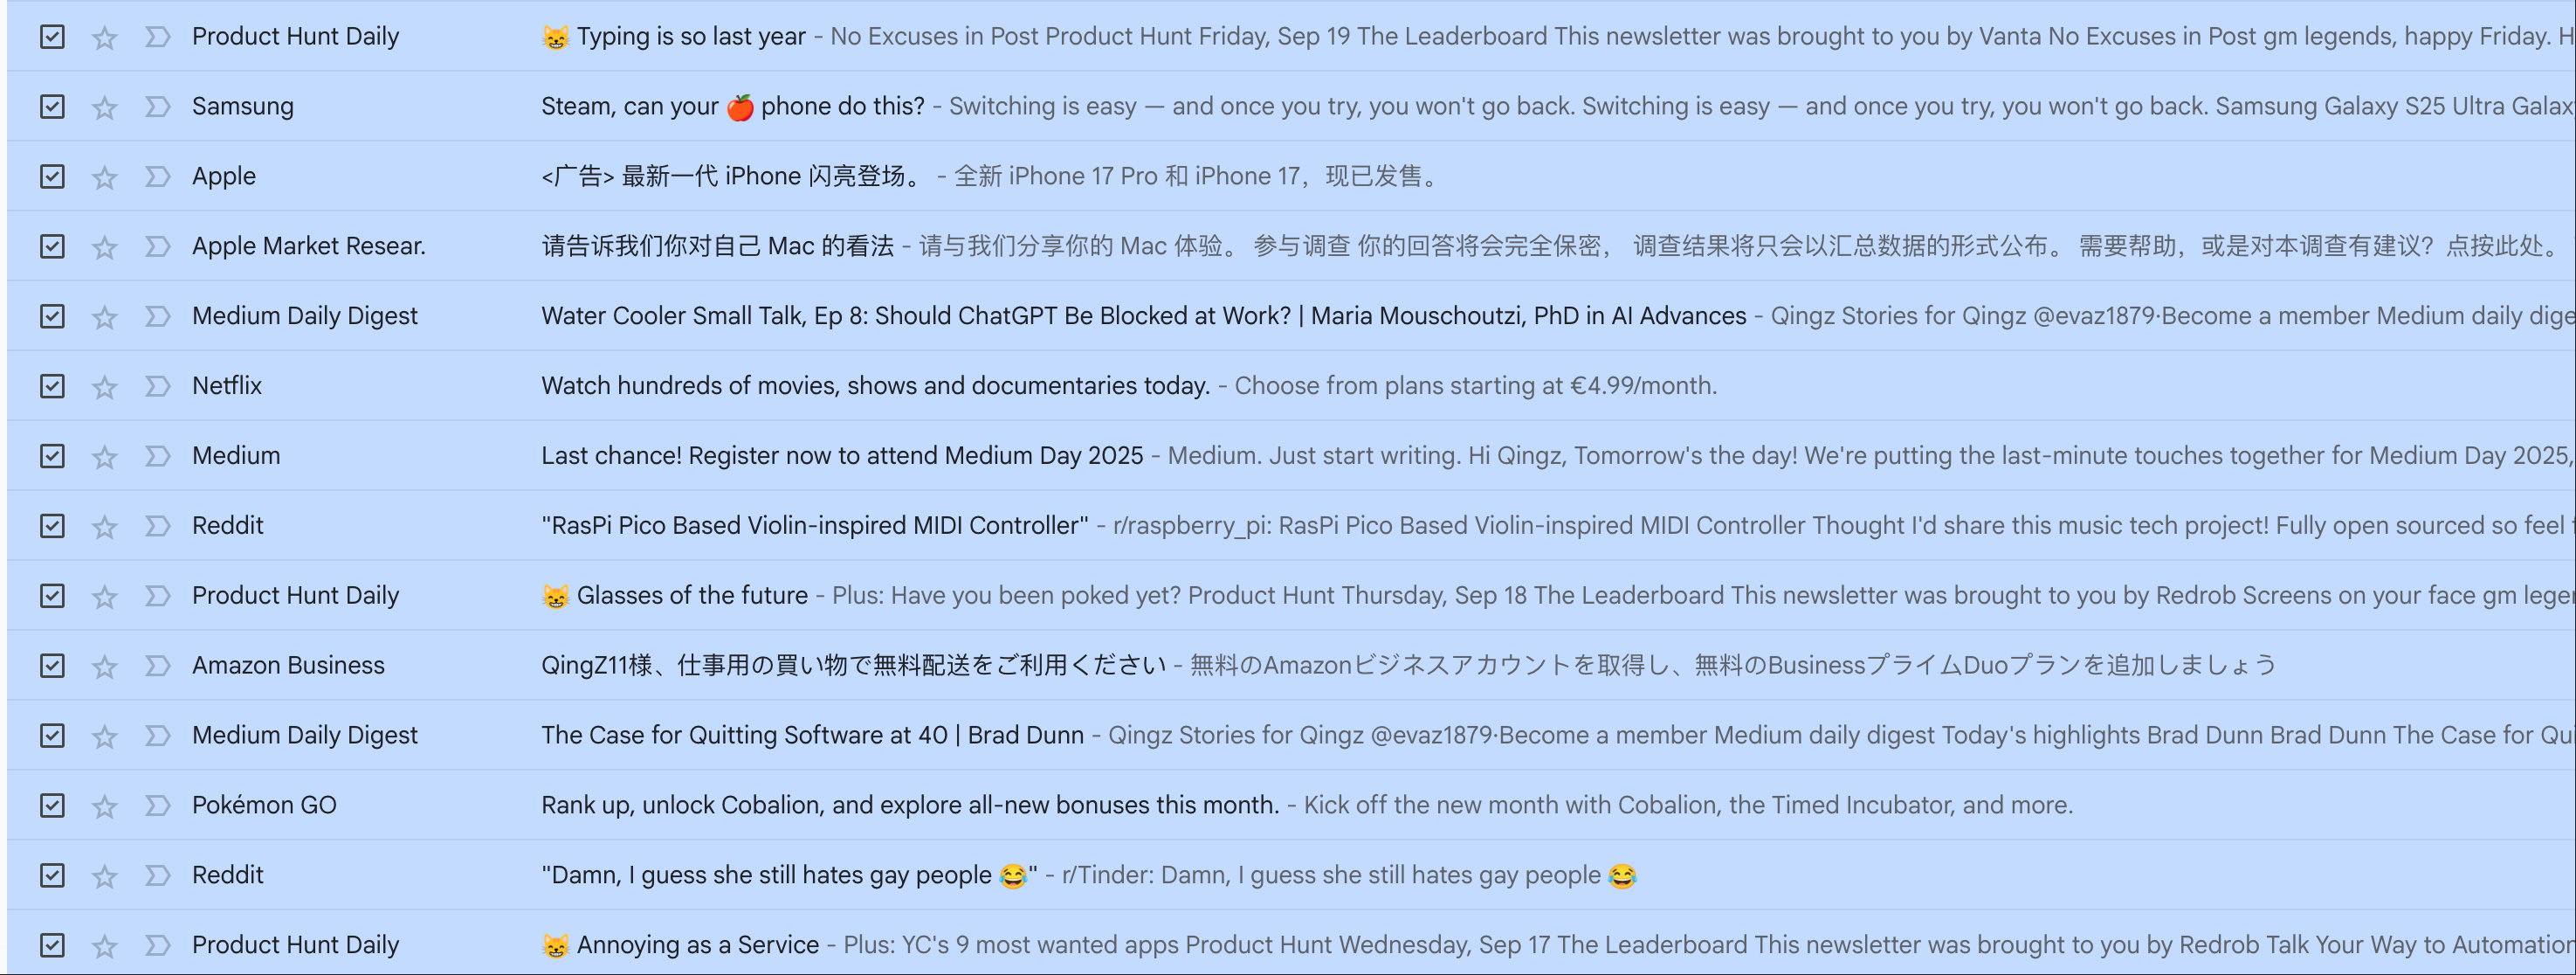 Product Hunt Daily 😸 Typing is so last year - No Excuses in Post Product Hunt Friday, Sep 19 The Leaderboard This newsletter was brought to you by Vanta No Excuses in Post gm legends, happy Friday. H
Samsung Steam, can your 🍎 phone do this? - Switching is easy — and once you try, you won't go back. Switching is easy — and once you try, you won't go back. Samsung Galaxy S25 Ultra Galax
Apple <广告> 最新一代 iPhone 闪亮登场。 - 全新 iPhone 17 Pro 和 iPhone 17，现已发售。
Apple Market Resear. 请告诉我们你对自己 Mac 的看法 - 请与我们分享你的 Mac 体验。 参与调查 你的回答将会完全保密， 调查结果将只会以汇总数据的形式公布。 需要帮助，或是对本调查有建议？点按此处。
Medium Daily Digest Water Cooler Small Talk, Ep 8: Should ChatGPT Be Blocked at Work? | Maria Mouschoutzi, PhD in AI Advances - Qingz Stories for Qingz @evaz1879·Become a member Medium daily dige
Netflix Watch hundreds of movies, shows and documentaries today. - Choose from plans starting at €4.99/month.
Medium Last chance! Register now to attend Medium Day 2025 - Medium. Just start writing. Hi Qingz, Tomorrow's the day! We're putting the last-minute touches together for Medium Day 2025,
Reddit "RasPi Pico Based Violin-inspired MIDI Controller" - r/raspberry_pi: RasPi Pico Based Violin-inspired MIDI Controller Thought I'd share this music tech project! Fully open sourced so feel f
Product Hunt Daily 😸 Glasses of the future - Plus: Have you been poked yet? Product Hunt Thursday, Sep 18 The Leaderboard This newsletter was brought to you by Redrob Screens on your face gm leger
Amazon Business QingZ11様、仕事用の買い物で無料配送をご利用ください - 無料のAmazonビジネスアカウントを取得し、無料のBusinessプライムDuoプランを追加しましょう
Medium Daily Digest The Case for Quitting Software at 40 | Brad Dunn - Qingz Stories for Qingz @evaz1879·Become a member Medium daily digest Today's highlights Brad Dunn Brad Dunn The Case for Qui
Pokémon GO Rank up, unlock Cobalion, and explore all-new bonuses this month. - Kick off the new month with Cobalion, the Timed Incubator, and more.
Reddit "Damn, I guess she still hates gay people 😂" - r/Tinder: Damn, I guess she still hates gay people 😂
Product Hunt Daily 😸 Annoying as a Service - Plus: YC's 9 most wanted apps Product Hunt Wednesday, Sep 17 The Leaderboard This newsletter was brought to you by Redrob Talk Your Way to Automation